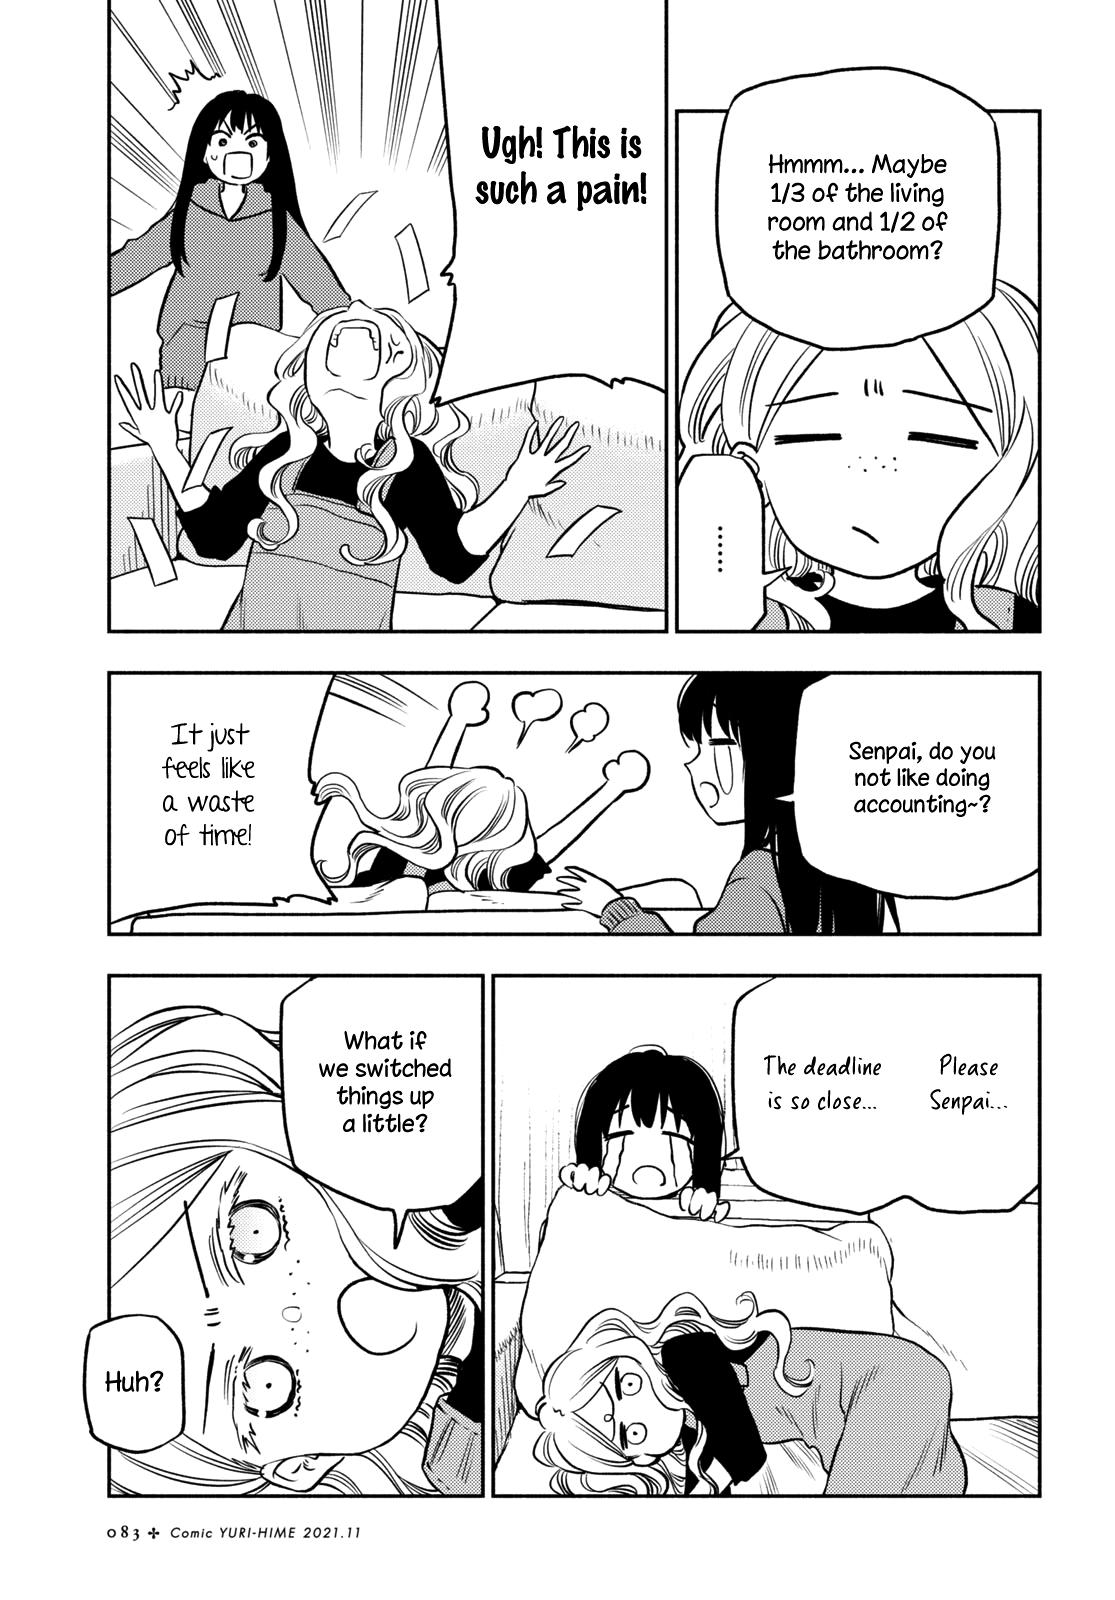 Hmmm... Maybe
1/3 of the living
room and 1/2 of
the bathroom?
......
Ugh! This is
such a pain!
Senpai, do you
not like doing
accounting~?
It just
feels like
a waste
of time!
Please
Senpai...
The deadline
is so close...
What if
we switched
things up
a little?
Huh?
083 ✢ Comic YURI-HIME 2021.11